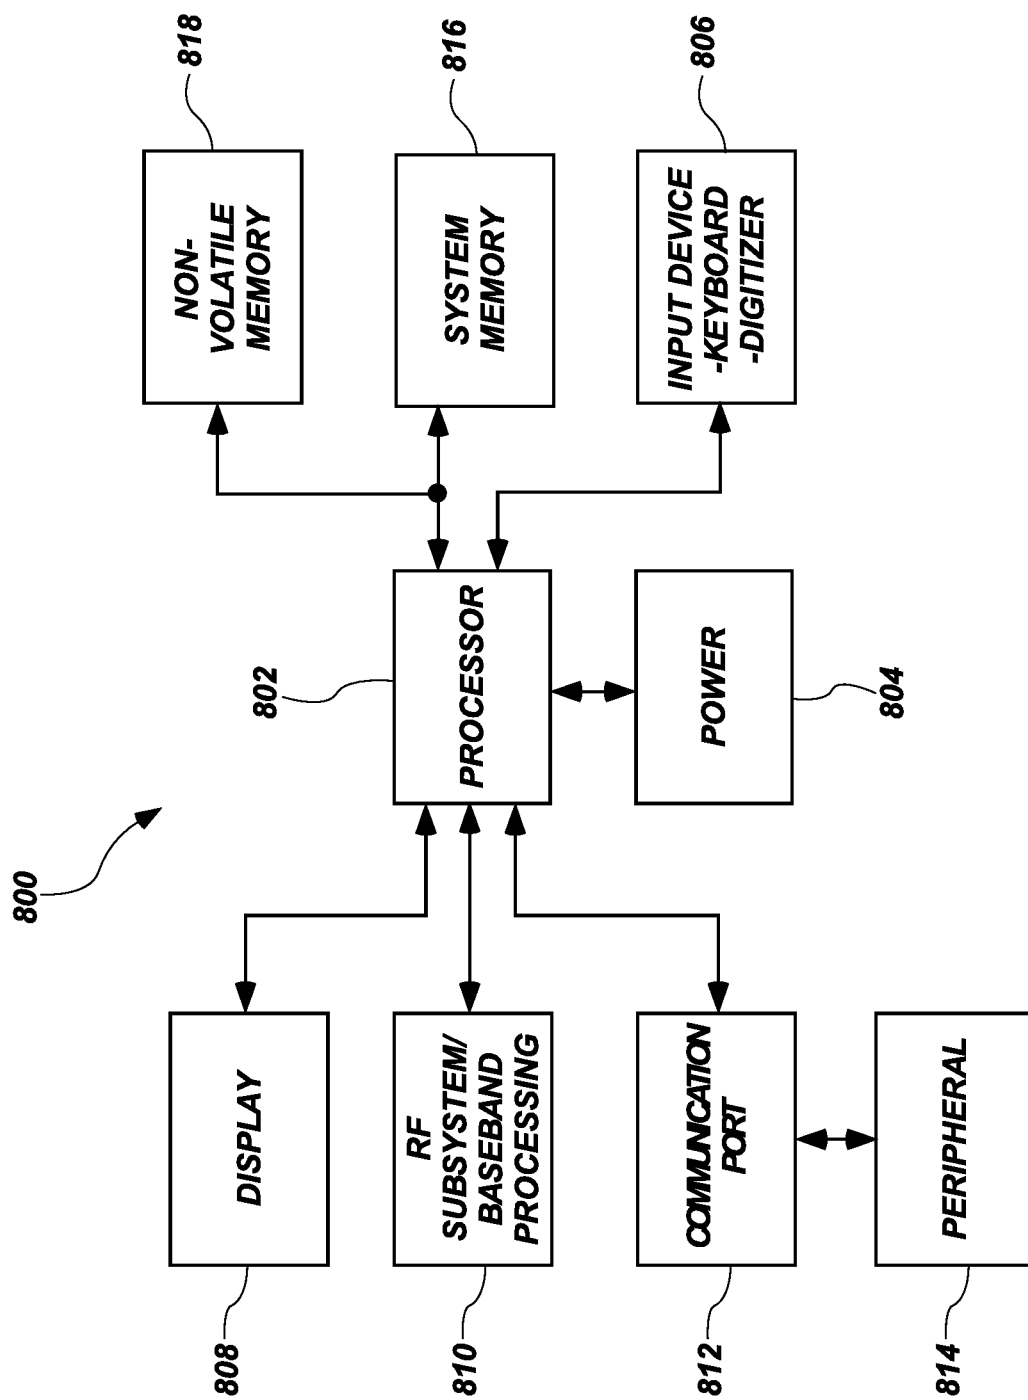 800
808
DISPLAY
810
RF
SUBSYSTEM/
BASEBAND
PROCESSING
812
COMMUNICATION
PORT
814
PERIPHERAL
802
PROCESSOR
POWER
804
818
NON-
VOLATILE
MEMORY
816
SYSTEM
MEMORY
806
INPUT DEVICE
-KEYBOARD
-DIGITIZER